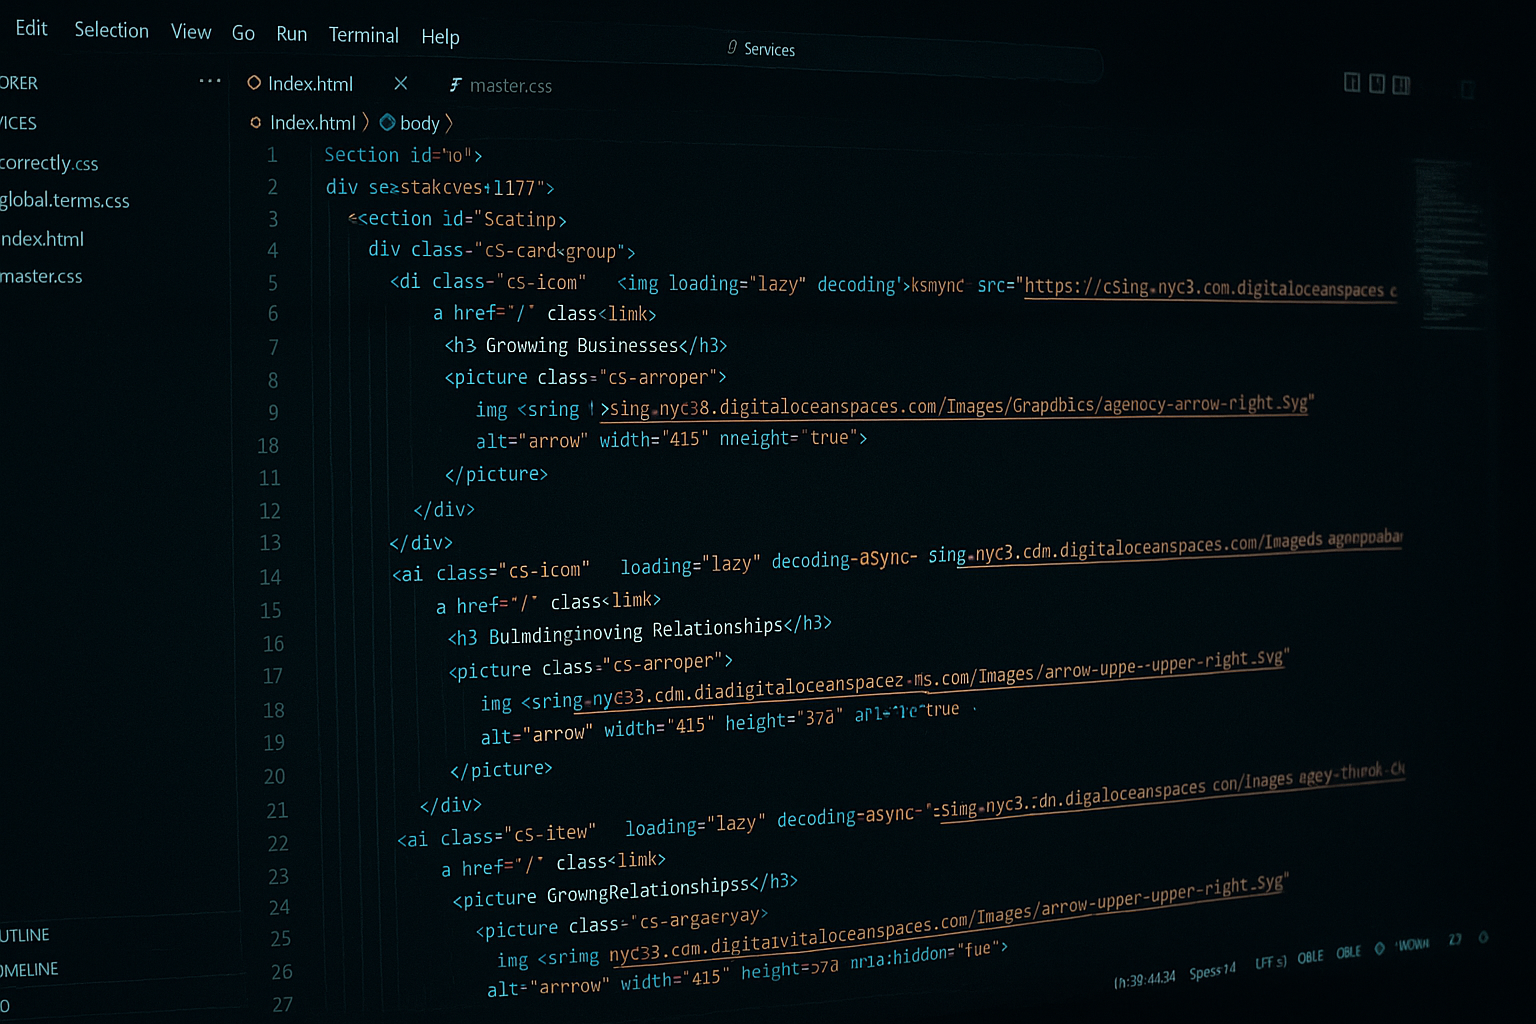 Edit Selection View Go Run Terminal Help
Services
ORER ...
Index.html × master.css
VICES
Index.html 〉 body 〉
correctly.css
global.terms.css
ndex.html
master.css
1 Section id="ıo">
2 div se≥stakcves+1177">
3 <ection id="Scatinp>
4 div class-"cS-card<group">
5 <di class-"cs-icom" <img loading="lazy" decoding'>ksmync src="https://cSing.nyc3.com.digitaloceanspaces c
6 a href="/" class<limk>
7 <h3 Growwing Businesses</h3>
8 <picture class="cs-arroper">
9 img <sring >sing.nyc38.digitaloceanspaces.com/Images/Grapdbics/agenocy-arrow-right.Syg"
18 alt="arrow" width="415" nneight="true">
11 </picture>
12 </div>
13 </div>
14 <ai class="cs-icom" loading="lazy" decoding-aSync- sing.nyc3.cdm.digitaloceanspaces.com/Imageds agonppabar
15 a href="/" class<limk>
16 <h3 Bulmdinginoving Relationships</h3>
17 <picture class="cs-arroper">
18 img <sring.nyC33.cdm.diadigitaloceanspacez-ms.com/Images/arrow-uppe--upper-right.svg"
19 alt="arrow" width="415" height="37a" true
20 </picture>
21 </div>
22 <ai class="cS-itew" loading="lazy" decoding=async- "=Simg.nyc3.:dn.digaloceanspaces con/Inages agey-throk-CN
23 a href="/" class<limk>
24 <picture GrowngRelationshipss</h3>
25 <picture class-"cs-argaeryay>
26 img <srimg nyc33.cdm.digitaıvitaloceanspaces.com/Images/arrow-upper-upper-right.Syg"
27 alt="arrrow" width="415" height=57a nrla:hiddon="fue">
UTLINE
OMELINE
O
(h:39:44.34 Spess14 LFF s) OBLE OBLE 'WOWN 27